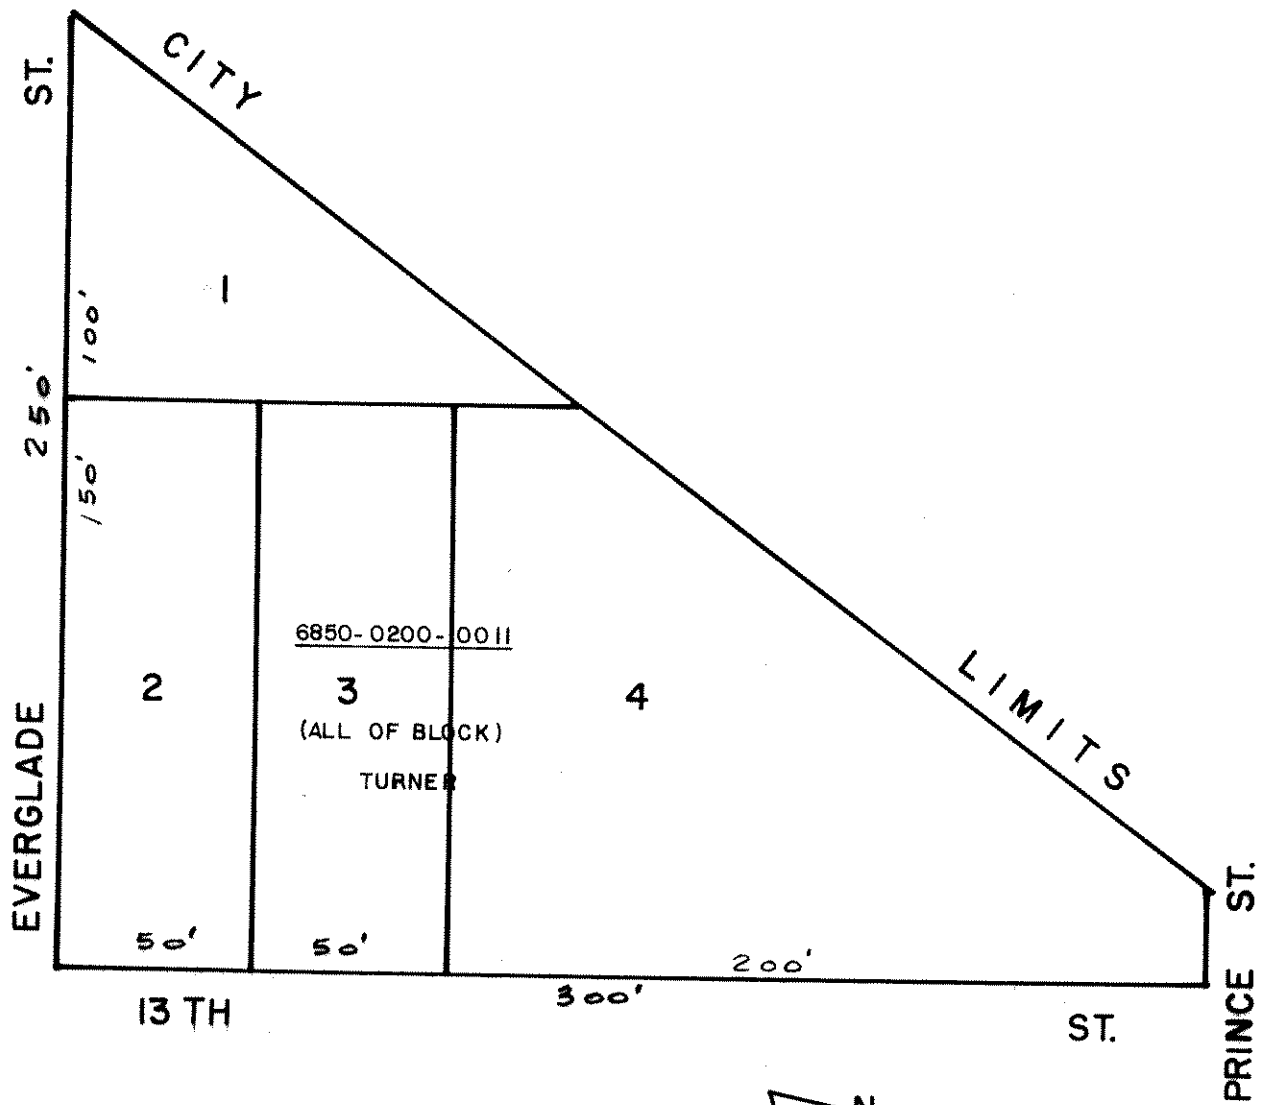 CITY LIMITS
EVERGLADE ST.
1
100'
250'
150'
6850-0200-0011
2
3
4
(ALL OF BLOCK)
TURNER
50'
50'
200'
300'
13 TH ST.
PRINCE ST.
N